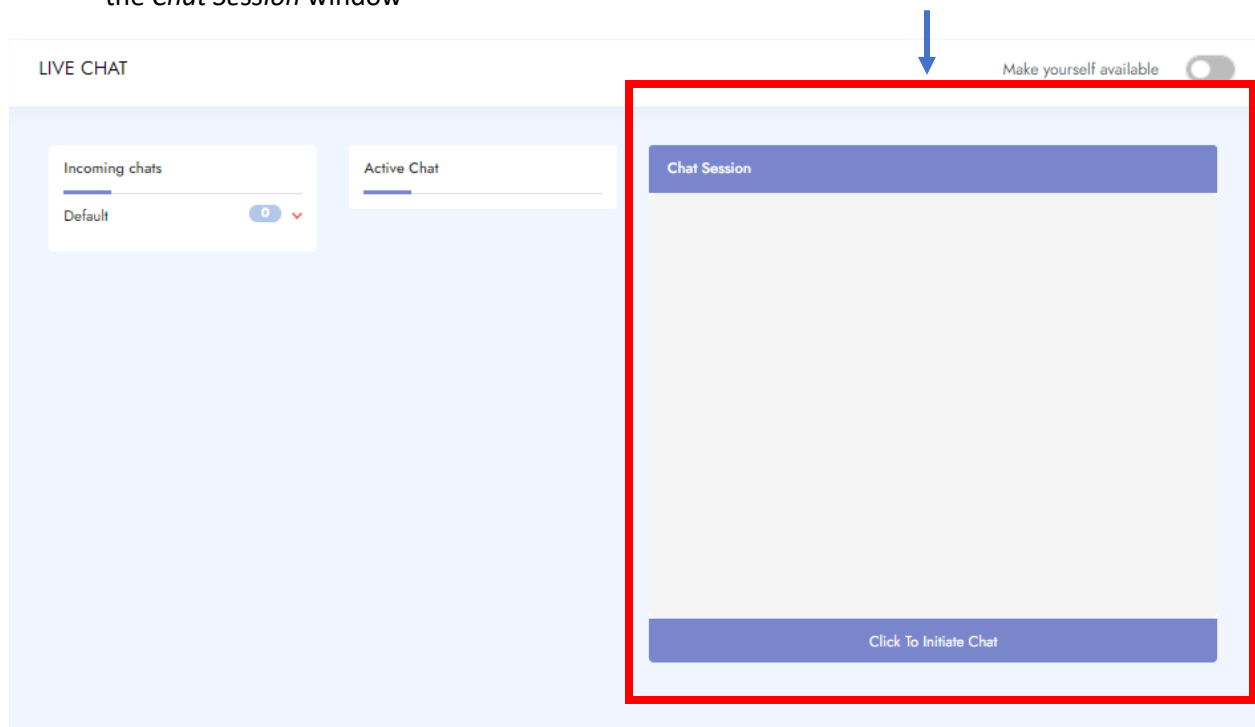 the Chat Session window
LIVE CHAT
Make yourself available
Incoming chats
Default
0
Active Chat
Chat Session
Click To Initiate Chat